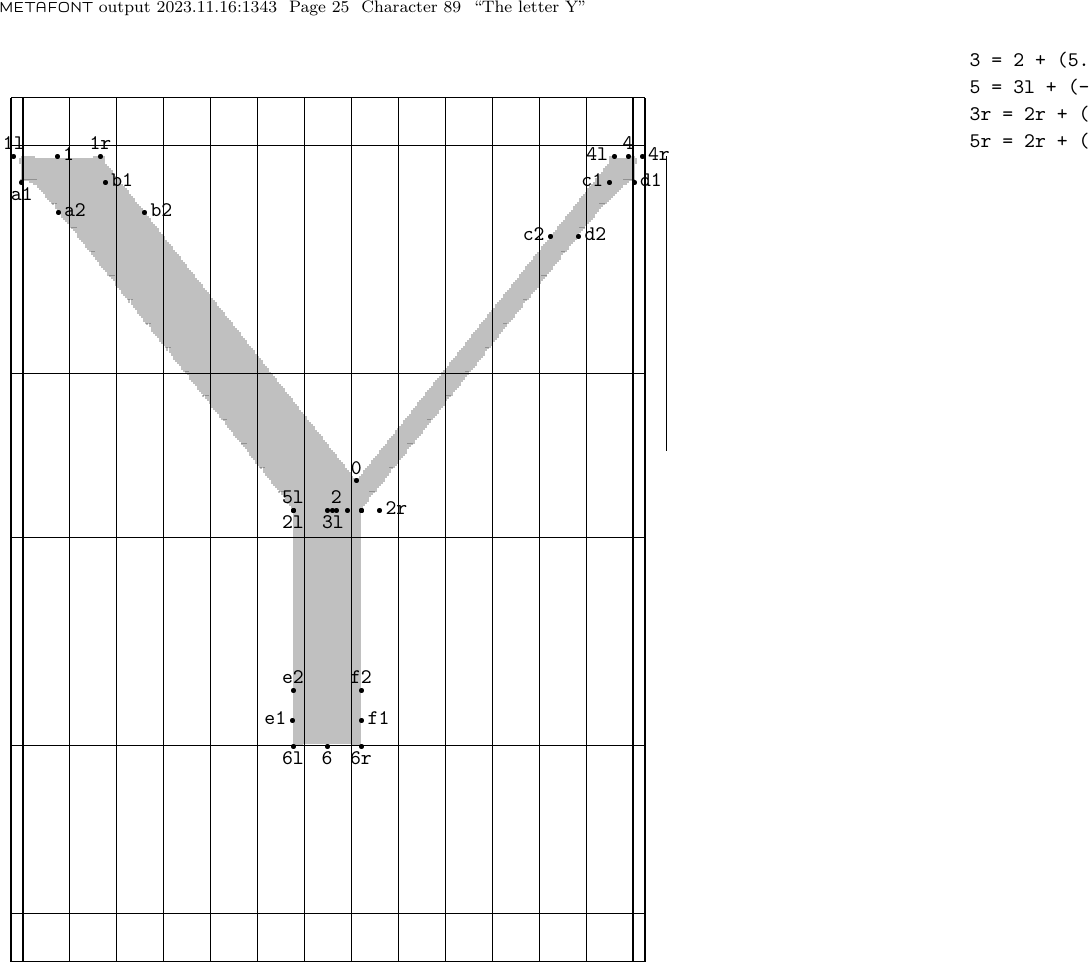 METAFONT output 2023.11.16:1343 Page 25 Character 89 “The letter Y”
3 = 2 + (5.
5 = 3l + (-
3r = 2r + (
5r = 2r + (
1l 1 1r 4l 4 4r
a1 b1 c1 d1
a2 b2
c2 d2
0
5l 2
2l 3l 2r
e2 f2
e1 f1
6l 6 6r